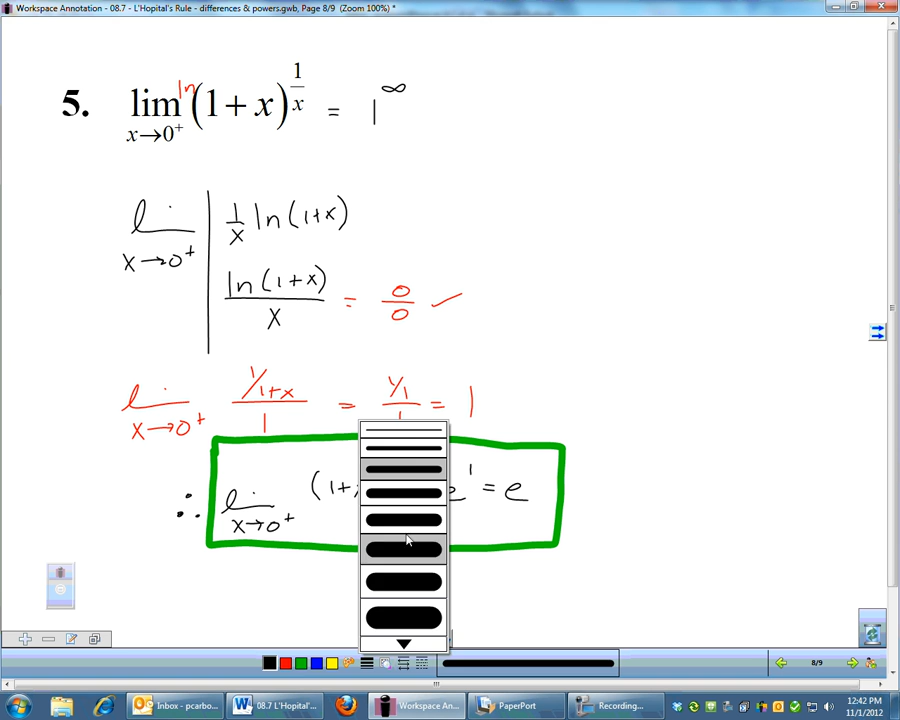 Workspace Annotation - 08.7 - L'Hopital's Rule - differences & powers.gwb, Page 8/9 (Zoom 100%) *
5. lim x→0⁺ ln (1 + x)^(1/x) = 1^∞
lim x→0⁺ 1/x ln(1+x)
ln(1+x)/x = 0/0 ✓
lim x→0⁺ (1/1+x)/1 = (1/1)/1 = 1
∴ lim x→0⁺ (1+ e¹ = e
8/9
Inbox - pcarbo...
08.7 L'Hopital's R...
Workspace An...
PaperPort
Recording...
12:42 PM
11/1/2012